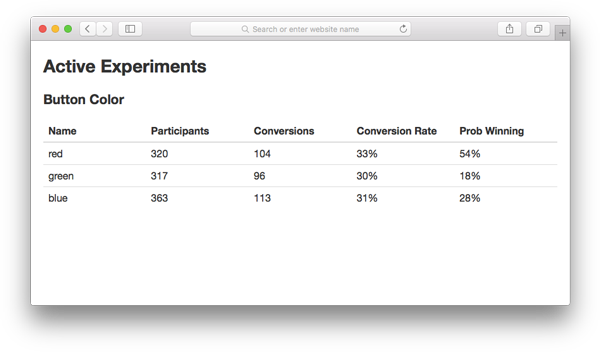 Search or enter website name
Active Experiments
Button Color
Name Participants Conversions Conversion Rate Prob Winning
red 320 104 33% 54%
green 317 96 30% 18%
blue 363 113 31% 28%